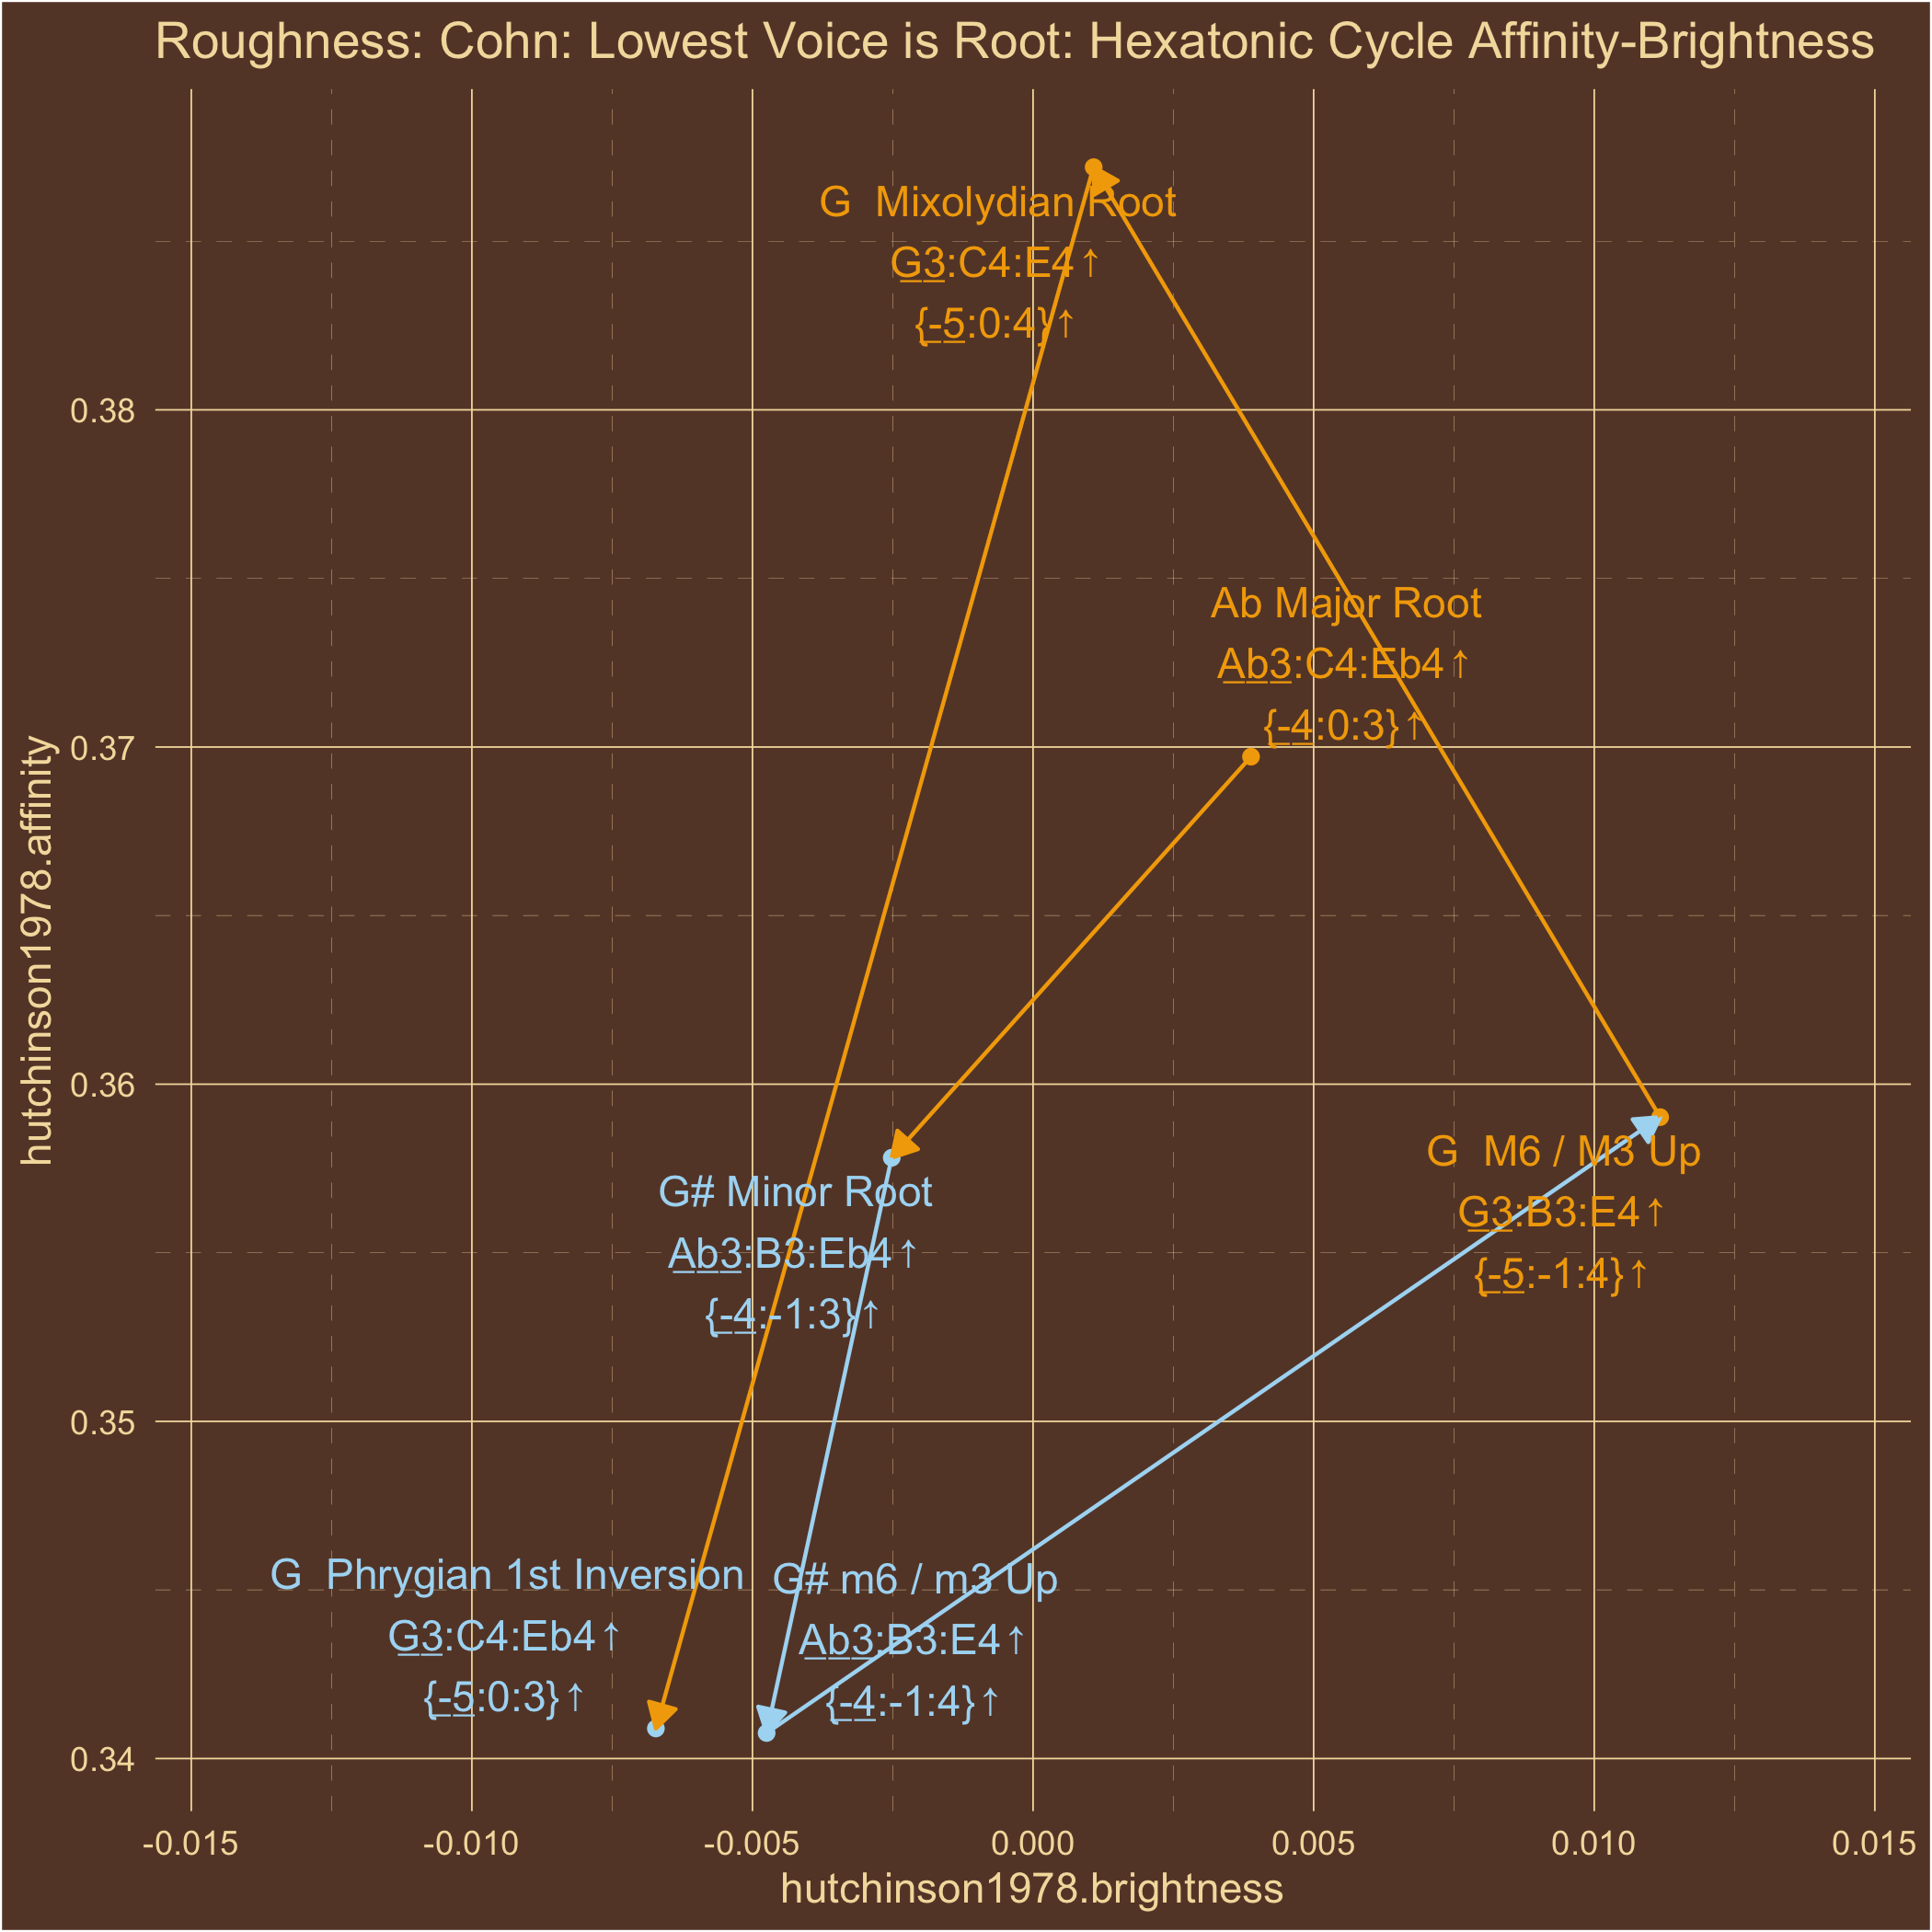 Roughness: Cohn: Lowest Voice is Root: Hexatonic Cycle Affinity-Brightness
G  Mixolydian Root
G3:C4:E4↑
{-5:0:4}↑
0.38
Ab Major Root
Ab3:C4:Eb4↑
{-4:0:3}↑
0.37
hutchinson1978.affinity
0.36
G  M6 / M3 Up
G3:B3:E4↑
{-5:-1:4}↑
G# Minor Root
Ab3:B3:Eb4↑
{-4:-1:3}↑
0.35
G  Phrygian 1st Inversion
G3:C4:Eb4↑
{-5:0:3}↑
G# m6 / m3 Up
Ab3:B3:E4↑
{-4:-1:4}↑
0.34
-0.015 -0.010 -0.005 0.000 0.005 0.010 0.015
hutchinson1978.brightness